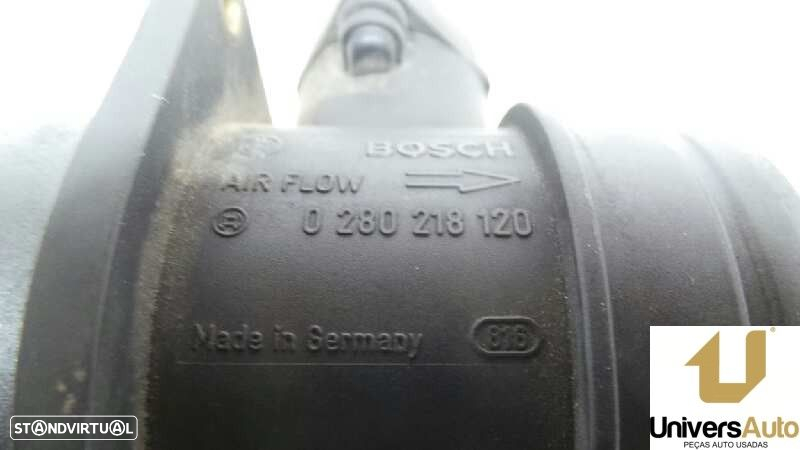 BOSCH
AIR FLOW
0 280 218 120
Made in Germany
816
STANDVIRTUAL
UniversAuto
PEÇAS AUTO USADAS